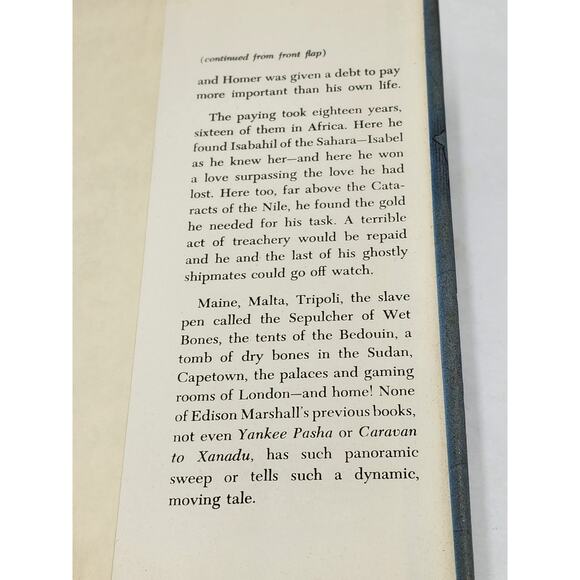 (continued from front flap)
and Homer was given a debt to pay
more important than his own life.
The paying took eighteen years,
sixteen of them in Africa. Here he
found Isabahil of the Sahara—Isabel
as he knew her—and here he won
a love surpassing the love he had
lost. Here too, far above the Cata-
racts of the Nile, he found the gold
he needed for his task. A terrible
act of treachery would be repaid
and he and the last of his ghostly
shipmates could go off watch.
Maine, Malta, Tripoli, the slave
pen called the Sepulcher of Wet
Bones, the tents of the Bedouin, a
tomb of dry bones in the Sudan,
Capetown, the palaces and gaming
rooms of London—and home! None
of Edison Marshall's previous books,
not even Yankee Pasha or Caravan
to Xanadu, has such panoramic
sweep or tells such a dynamic,
moving tale.